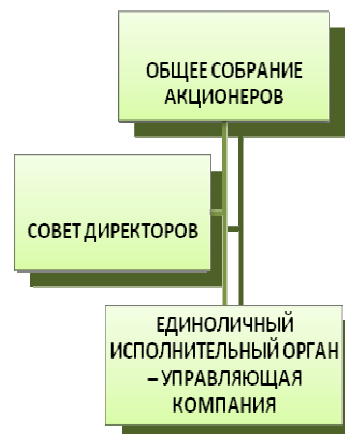 ОБЩЕЕ СОБРАНИЕ
АКЦИОНЕРОВ
СОВЕТ ДИРЕКТОРОВ
ЕДИНОЛИЧНЫЙ
ИСПОЛНИТЕЛЬНЫЙ ОРГАН
– УПРАВЛЯЮЩАЯ
КОМПАНИЯ